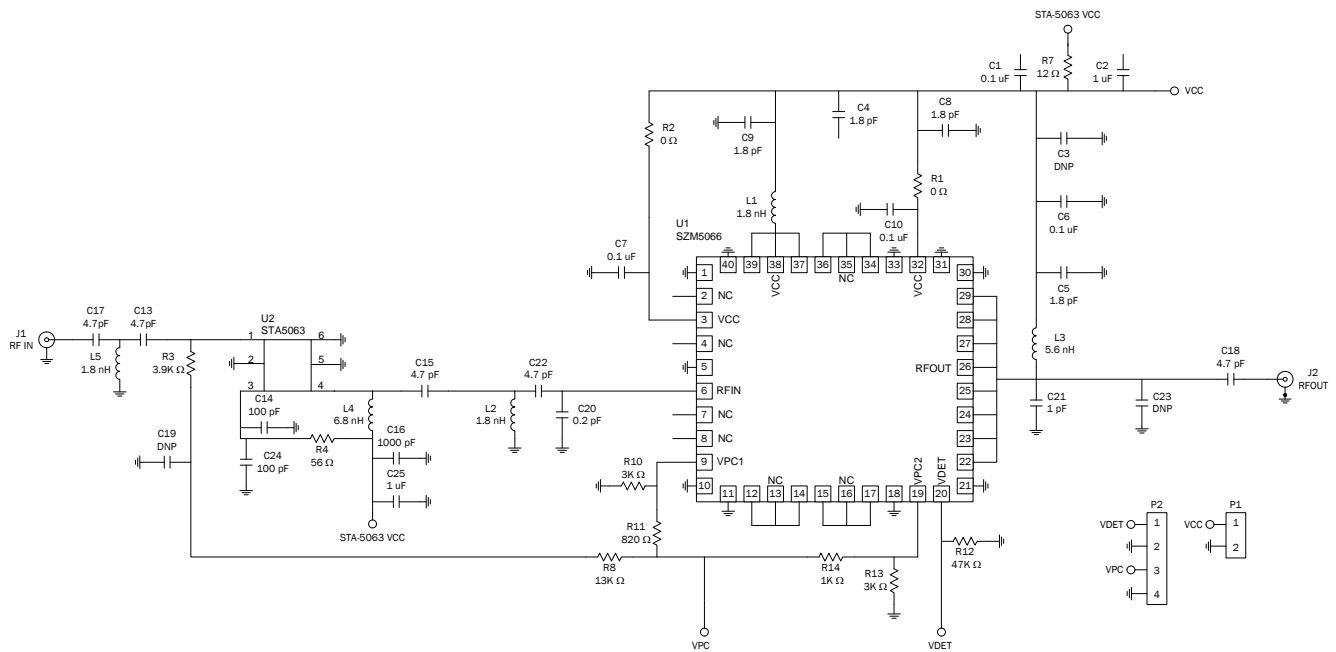 STA-5063 VCC
C1
0.1 uF
R7
12 Ω
C2
1 uF
VCC
R2
0 Ω
C9
1.8 pF
C4
1.8 pF
C8
1.8 pF
C3
DNP
R1
0 Ω
L1
1.8 nH
C10
0.1 uF
C6
0.1 uF
U1
SZM5066
C7
0.1 uF
C5
1.8 pF
40
39
38
37
36
35
34
33
32
31
VCC
NC
VCC
1
2
NC
3
VCC
4
NC
5
6
RFIN
7
NC
8
NC
9
VPC1
10
30
29
28
27
RFOUT
26
25
24
23
22
21
NC
NC
VPC2
VDET
11
12
13
14
15
16
17
18
19
20
J1
RF IN
C17
4.7pF
C13
4.7pF
L5
1.8 nH
R3
3.9K Ω
U2
STA5063
1
2
3
4
5
6
C15
4.7 pF
C22
4.7 pF
C14
100 pF
L4
6.8 nH
L2
1.8 nH
C20
0.2 pF
C19
DNP
C24
100 pF
R4
56 Ω
C16
1000 pF
C25
1 uF
STA-5063 VCC
L3
5.6 nH
C18
4.7 pF
J2
RFOUT
C21
1 pF
C23
DNP
R10
3K Ω
R11
820 Ω
R8
13K Ω
R14
1K Ω
R13
3K Ω
R12
47K Ω
VPC
VDET
P2
VDET
1
2
VPC
3
4
P1
VCC
1
2